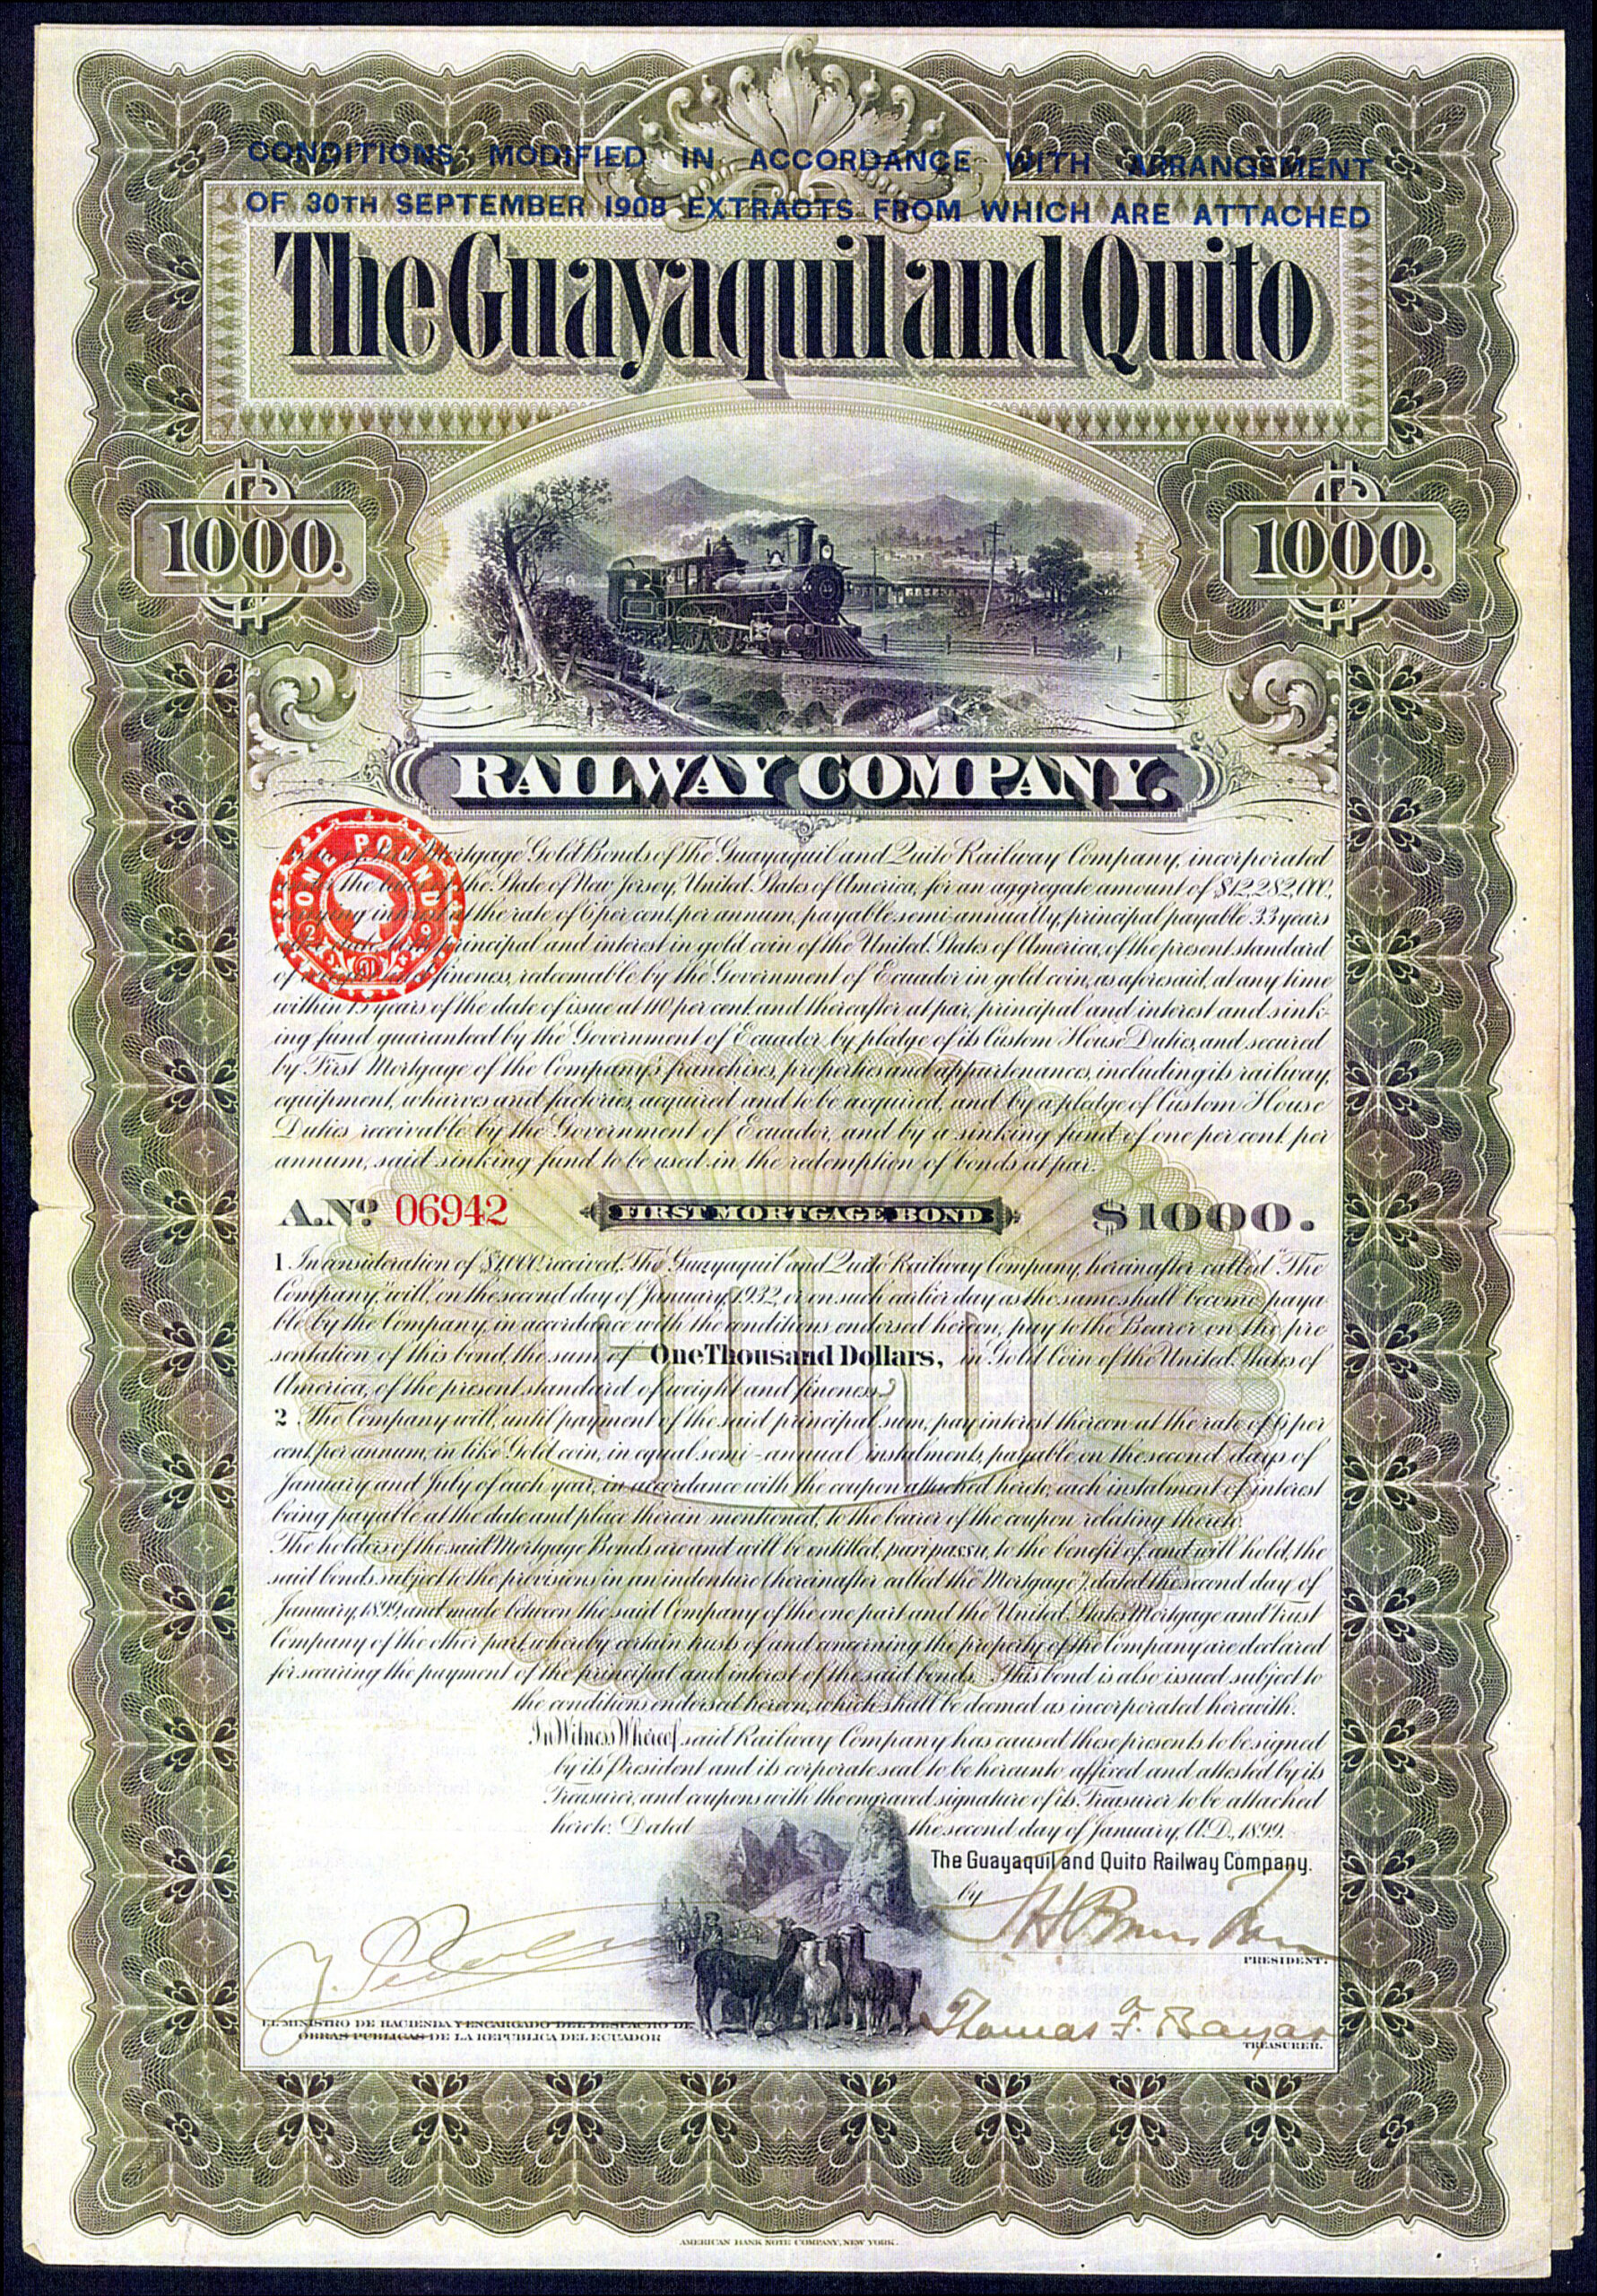 CONDITIONS MODIFIED IN ACCORDANCE WITH ARRANGEMENT
OF 30TH SEPTEMBER 1908 EXTRACTS FROM WHICH ARE ATTACHED
The Guayaquil and Quito
1000.
1000.
RAILWAY COMPANY.
ONE POUND
Mortgage Gold Bonds of The Guayaquil and Quito Railway Company, incorporated
the State of New Jersey, United States of America, for an aggregate amount of $12,282,000,
at the rate of 6 per cent. per annum, payable semi-annually, principal payable 33 years
principal and interest in gold coin of the United States of America, of the present standard
of fineness, redeemable by the Government of Ecuador in gold coin, as aforesaid, at any time
within 15 years of the date of issue at 110 per cent. and thereafter at par, principal and interest and sink-
ing fund guaranteed by the Government of Ecuador by pledge of its Custom House Duties, and secured
by First Mortgage of the Company's franchises, properties and appurtenances, including its railway,
equipment, wharves and factories, acquired and to be acquired, and by a pledge of Custom House
Duties receivable by the Government of Ecuador, and by a sinking fund of one per cent. per
annum, said sinking fund to be used in the redemption of bonds at par.
A.No. 06942
FIRST MORTGAGE BOND
$1000.
1 In consideration of $1,000 received, The Guayaquil and Quito Railway Company, hereinafter called "The
Company," will, on the second day of January, 1932, or on such earlier day as the same shall become paya-
ble by the Company, in accordance with the conditions endorsed hereon, pay to the Bearer on the pre-
sentation of this bond, the sum of One Thousand Dollars, in Gold Coin of the United States of
America, of the present standard of weight and fineness.
2 The Company will, until payment of the said principal sum, pay interest thereon at the rate of 6 per
cent. per annum, in like Gold coin, in equal semi-annual instalments, payable on the second days of
January and July of each year, in accordance with the coupon attached hereto, each instalment of interest
being payable at the date and place therein mentioned, to the bearer of the coupon relating thereto.
The holders of the said Mortgage Bonds are and will be entitled, pari passu, to the benefit of, and will hold, the
said bonds subject to the provisions in an indenture (hereinafter called the "Mortgage"), dated the second day of
January, 1899, and made between the said Company of the one part and the United States Mortgage and Trust
Company of the other part, whereby certain trusts of and concerning the property of the Company are declared
for securing the payment of the principal and interest of the said bonds. This bond is also issued subject to
the conditions endorsed hereon, which shall be deemed as incorporated herewith.
In Witness Whereof said Railway Company has caused these presents to be signed
by its President and its corporate seal to be hereunto affixed and attested by its
Treasurer, and coupons with the engraved signature of its Treasurer to be attached
hereto. Dated the second day of January, A.D., 1899.
The Guayaquil and Quito Railway Company.
by
PRESIDENT.
EL MINISTRO DE HACIENDA Y ENCARGADO DEL DESPACHO DE
OBRAS PUBLICAS DE LA REPUBLICA DEL ECUADOR
Thomas F.
TREASURER.
AMERICAN BANK NOTE COMPANY, NEW YORK.